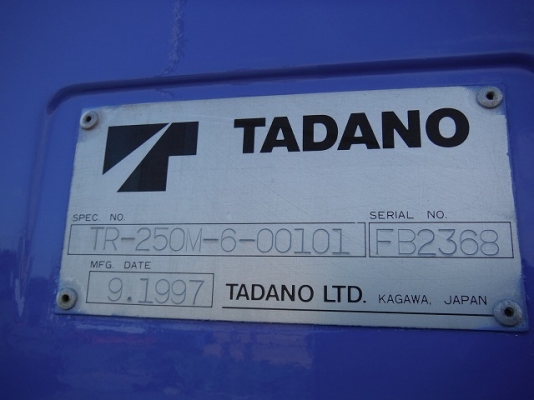 TADANO
SPEC. NO. SERIAL NO.
TR-250M-6-00101 FB2368
MFG. DATE
9.1997 TADANO LTD. KAGAWA, JAPAN